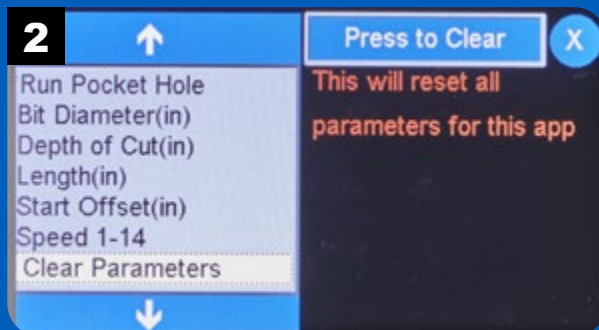 2
Run Pocket Hole
Bit Diameter(in)
Depth of Cut(in)
Length(in)
Start Offset(in)
Speed 1-14
Clear Parameters
Press to Clear
X
This will reset all
parameters for this app